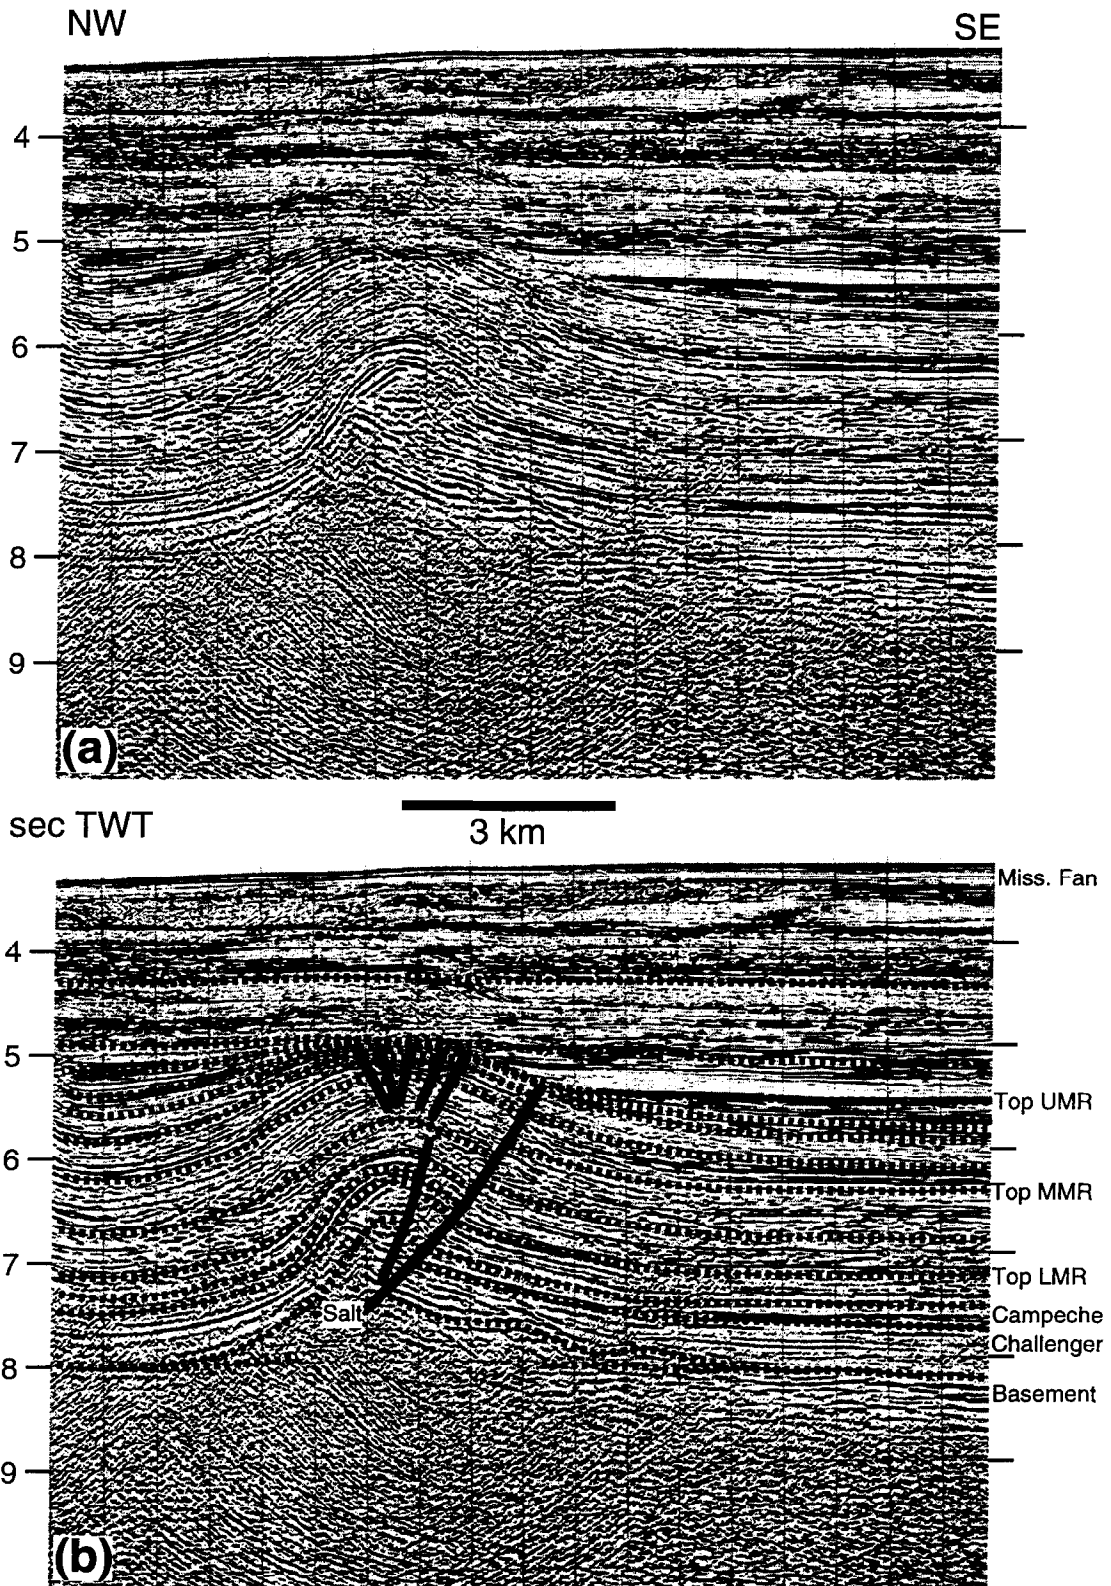 NW
SE
4
5
6
7
8
9
(a)
sec TWT
3 km
Miss. Fan
4
5
Top UMR
6
Top MMR
7
Top LMR
Salt
Campeche
Challenger
8
Basement
9
(b)